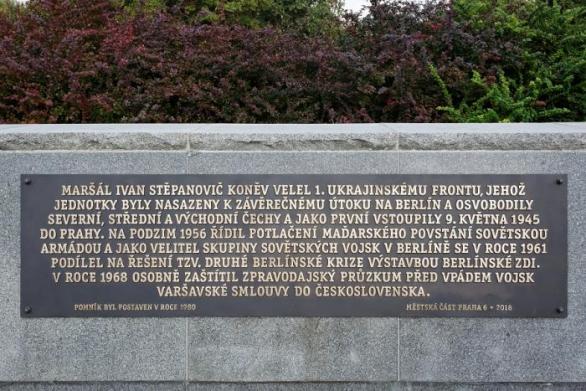 MARŠÁL IVAN STĚPANOVIČ KONĚV VELEL 1. UKRAJINSKÉMU FRONTU, JEHOŽ
JEDNOTKY BYLY NASAZENY K ZÁVĚREČNÉMU ÚTOKU NA BERLÍN A OSVOBODILY
SEVERNÍ, STŘEDNÍ A VÝCHODNÍ ČECHY A JAKO PRVNÍ VSTOUPILY 9. KVĚTNA 1945
DO PRAHY. NA PODZIM 1956 ŘÍDIL POTLAČENÍ MAĎARSKÉHO POVSTÁNÍ SOVĚTSKOU
ARMÁDOU A JAKO VELITEL SKUPINY SOVĚTSKÝCH VOJSK V BERLÍNĚ SE V ROCE 1961
PODÍLEL NA ŘEŠENÍ TZV. DRUHÉ BERLÍNSKÉ KRIZE VÝSTAVBOU BERLÍNSKÉ ZDI.
V ROCE 1968 OSOBNĚ ZAŠTÍTIL ZPRAVODAJSKÝ PRŮZKUM PŘED VPÁDEM VOJSK
VARŠAVSKÉ SMLOUVY DO ČESKOSLOVENSKA.
POMNÍK BYL POSTAVEN V ROCE 1980
MĚSTSKÁ ČÁST PRAHA 6 • 2018